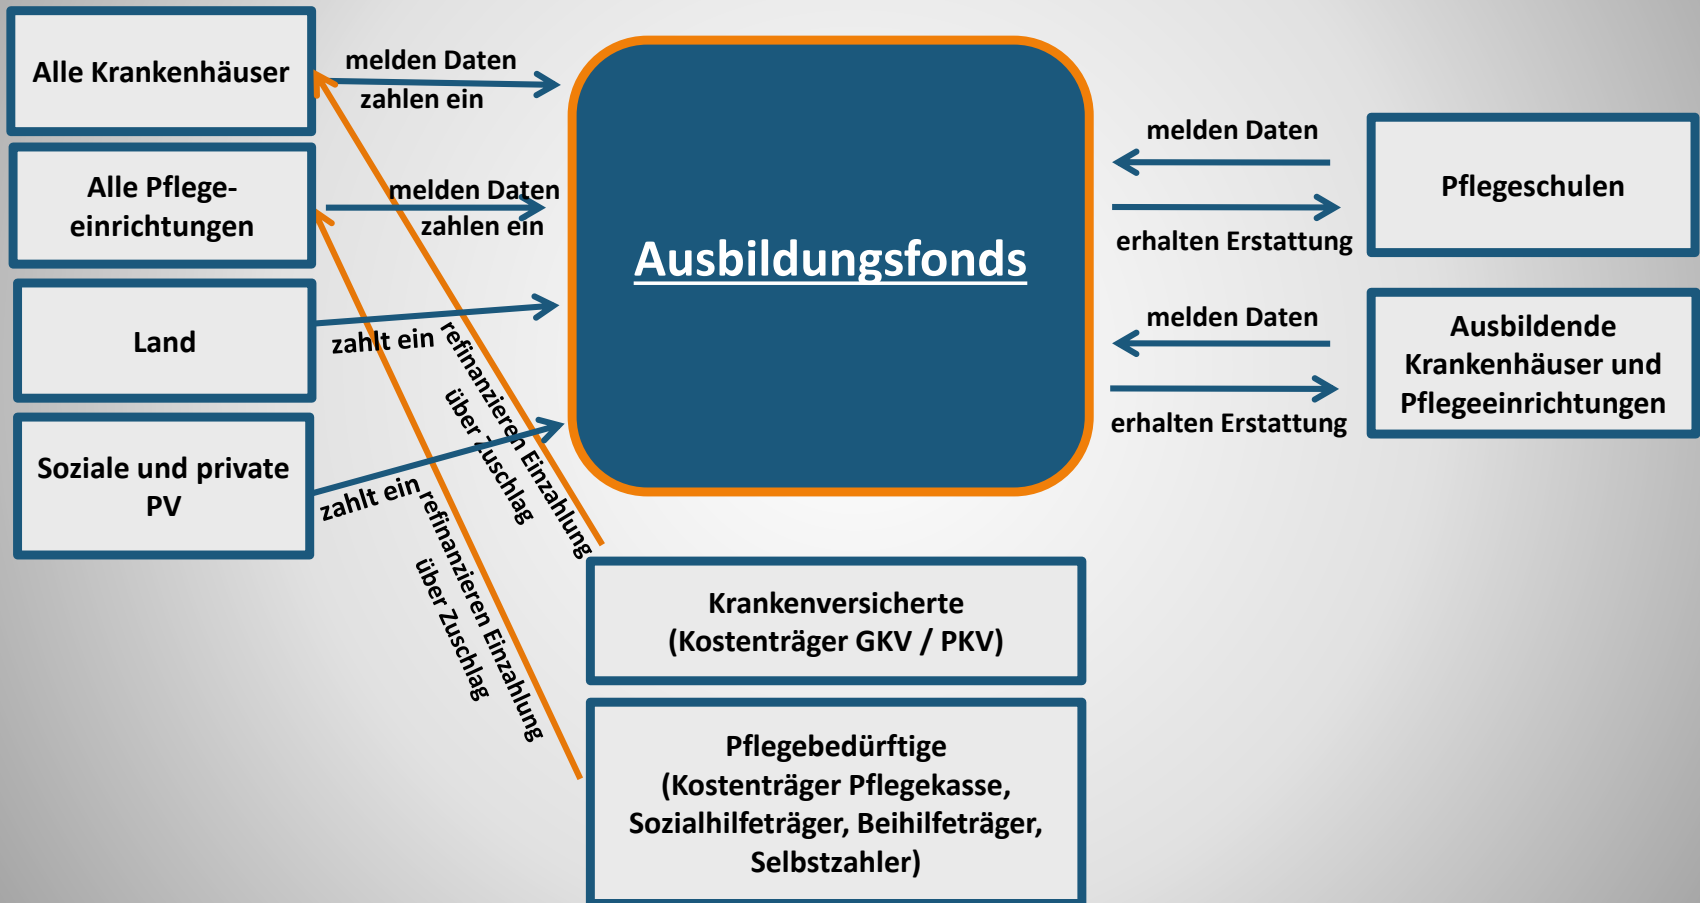 Alle Krankenhäuser
melden Daten
zahlen ein
Alle Pflege-
einrichtungen
melden Daten
zahlen ein
Land
zahlt ein
Soziale und private
PV
zahlt ein
refinanzieren Einzahlung
über Zuschlag
refinanzieren Einzahlung
über Zuschlag
Ausbildungsfonds
melden Daten
erhalten Erstattung
Pflegeschulen
melden Daten
erhalten Erstattung
Ausbildende
Krankenhäuser und
Pflegeeinrichtungen
Krankenversicherte
(Kostenträger GKV / PKV)
Pflegebedürftige
(Kostenträger Pflegekasse,
Sozialhilfeträger, Beihilfeträger,
Selbstzahler)